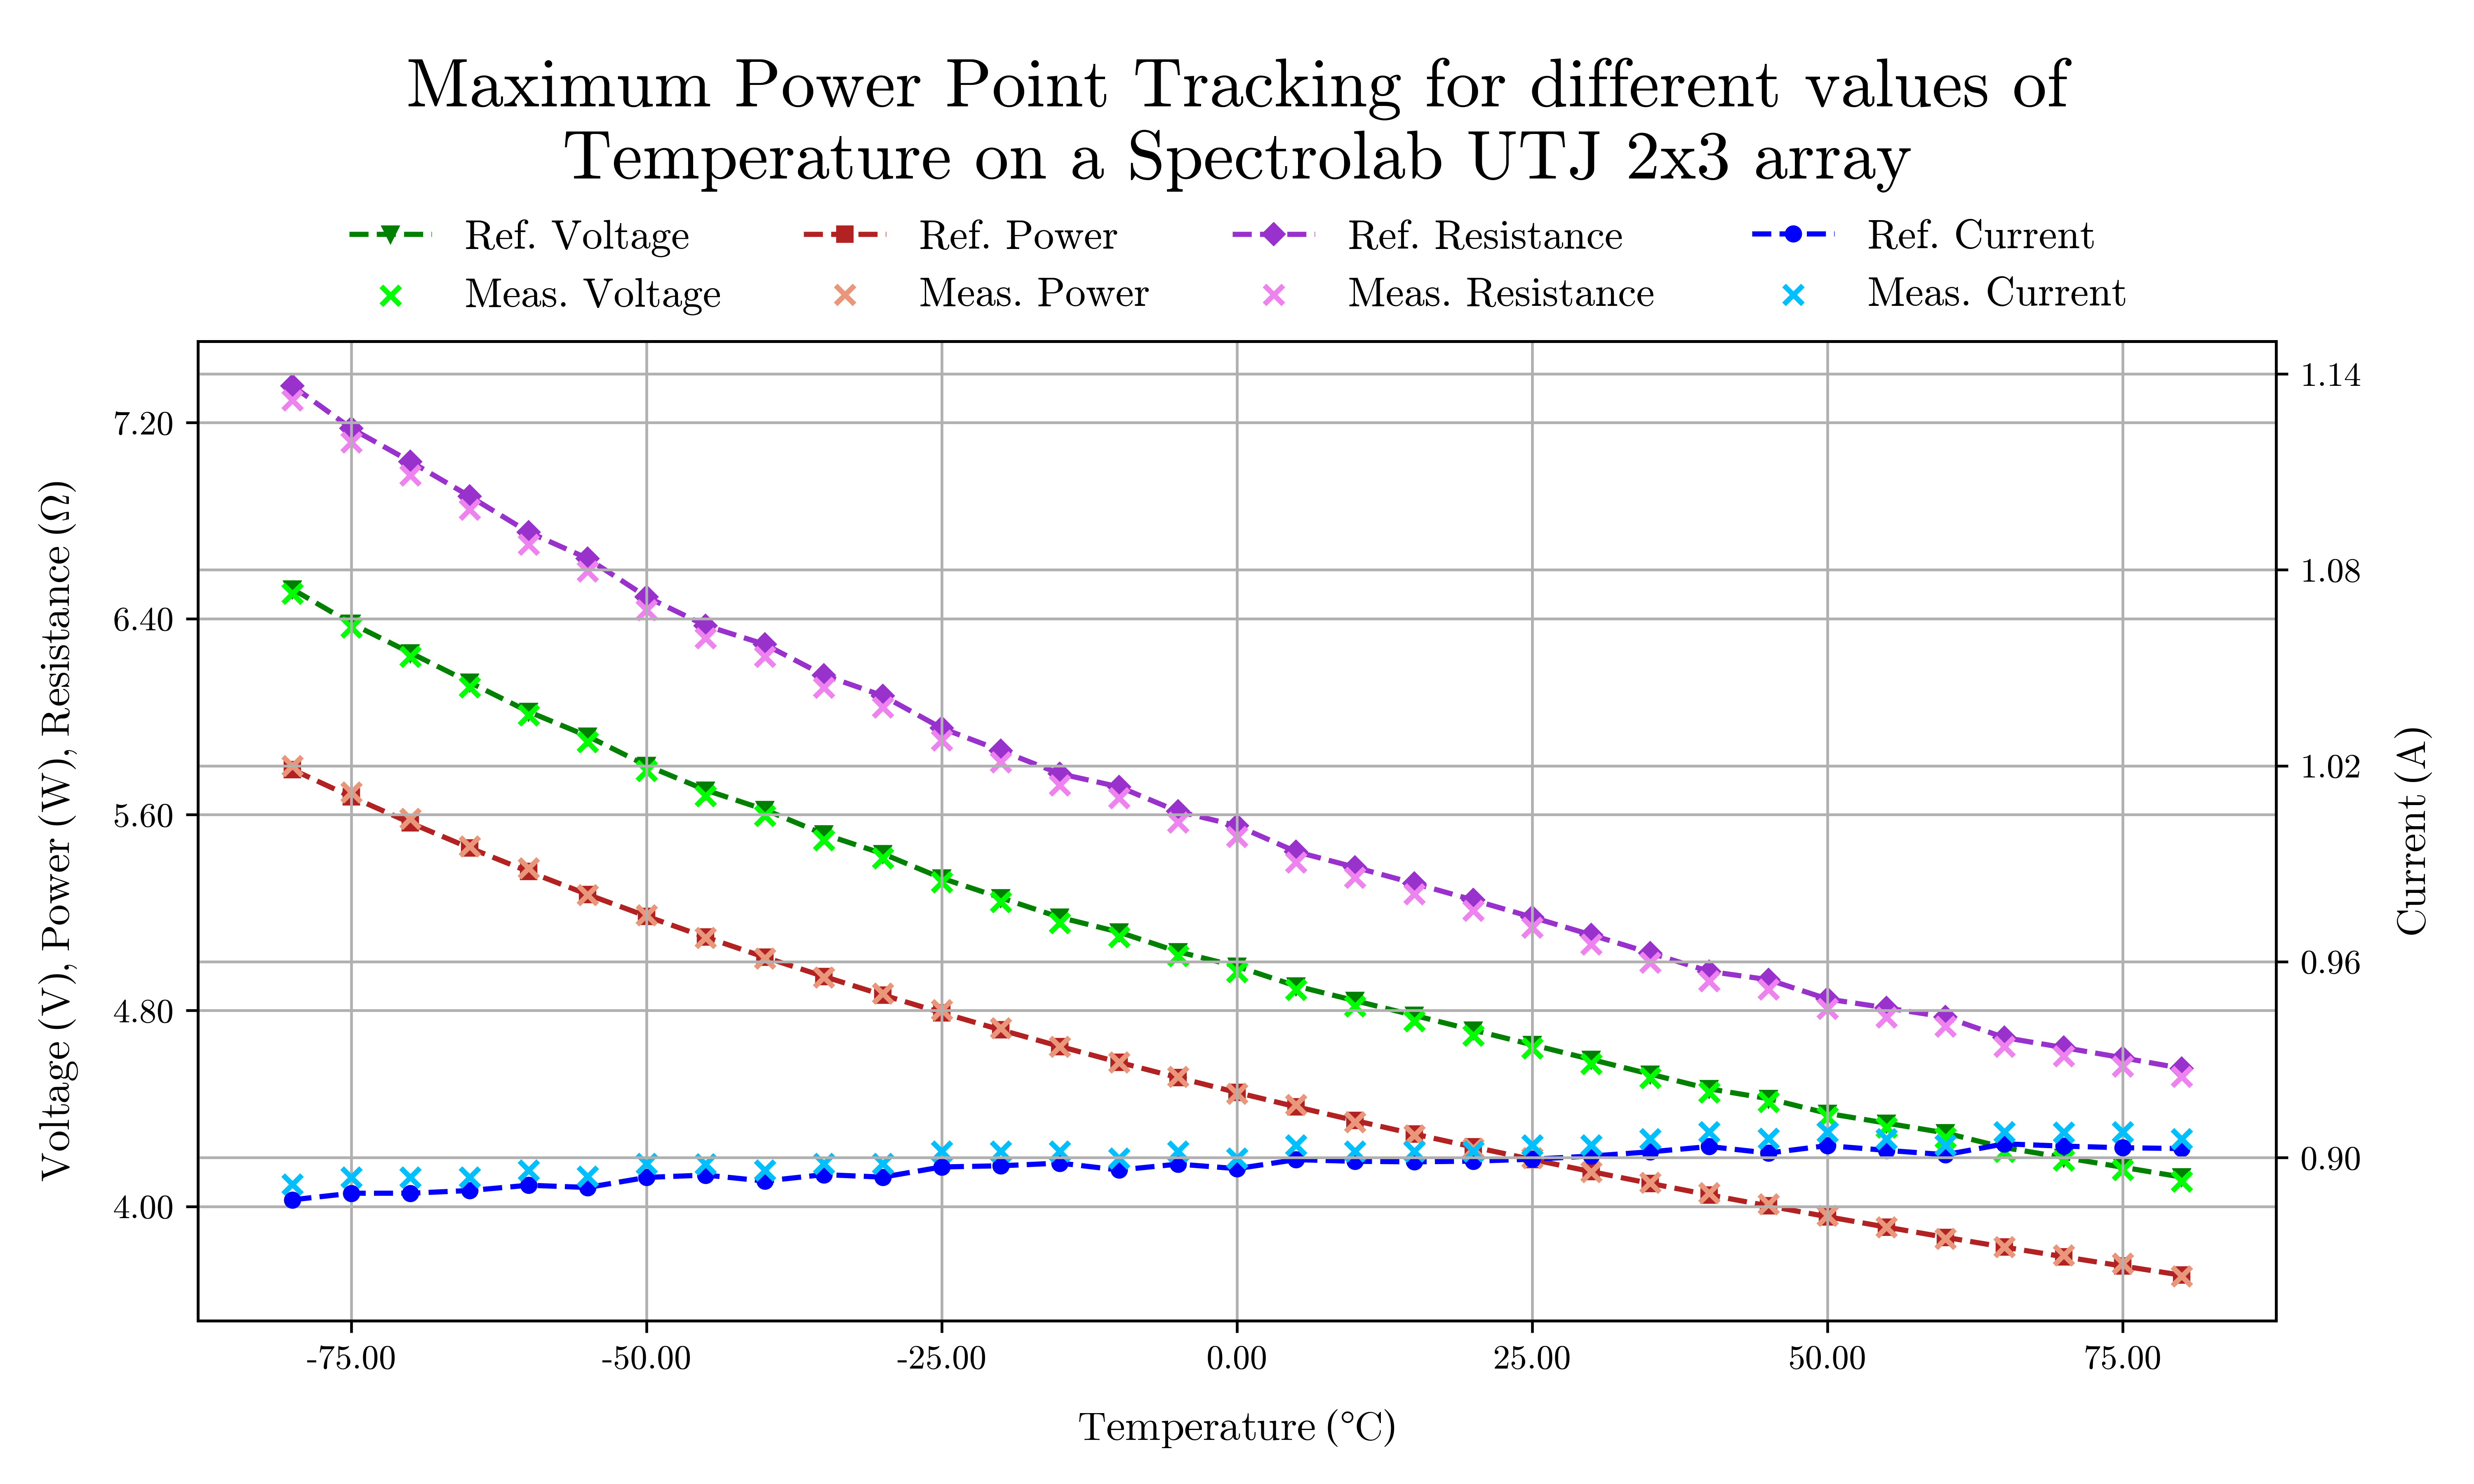 Maximum Power Point Tracking for different values of
Temperature on a Spectrolab UTJ 2x3 array
Ref. Voltage
Ref. Power
Ref. Resistance
Ref. Current
Meas. Voltage
Meas. Power
Meas. Resistance
Meas. Current
Voltage (V), Power (W), Resistance (Ω)
7.20
6.40
5.60
4.80
4.00
1.14
1.08
1.02
0.96
0.90
Current (A)
-75.00
-50.00
-25.00
0.00
25.00
50.00
75.00
Temperature (°C)